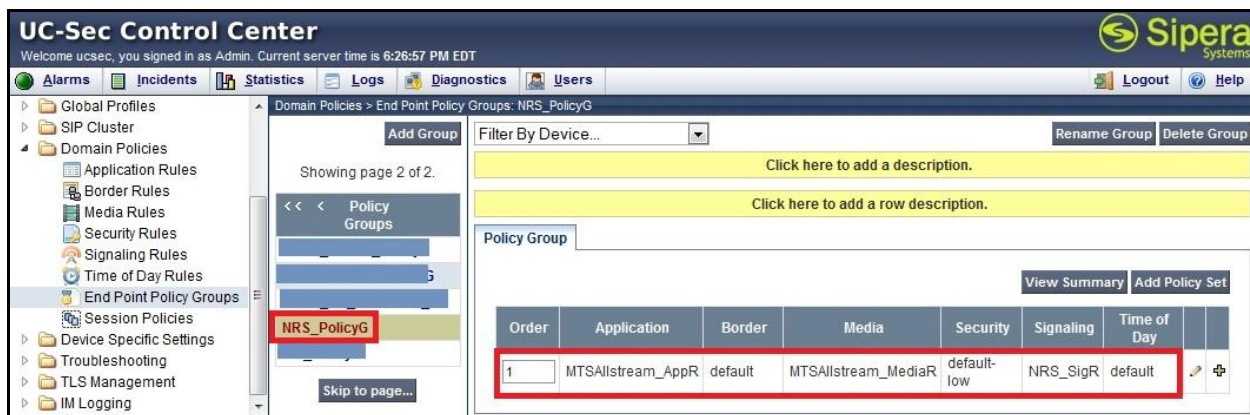 UC-Sec Control Center
Welcome ucsec, you signed in as Admin. Current server time is 6:26:57 PM EDT
Sipera
Systems
Alarms Incidents Statistics Logs Diagnostics Users Logout Help
Global Profiles
SIP Cluster
Domain Policies
Application Rules
Border Rules
Media Rules
Security Rules
Signaling Rules
Time of Day Rules
End Point Policy Groups
Session Policies
Device Specific Settings
Troubleshooting
TLS Management
IM Logging
Domain Policies > End Point Policy Groups: NRS_PolicyG
Add Group
Showing page 2 of 2.
<< < Policy
Groups
NRS_PolicyG
Skip to page...
Filter By Device...
Rename Group Delete Group
Click here to add a description.
Click here to add a row description.
Policy Group
View Summary Add Policy Set
Order Application Border Media Security Signaling Time of
Day
1 MTSAllstream_AppR default MTSAllstream_MediaR default-
low NRS_SigR default